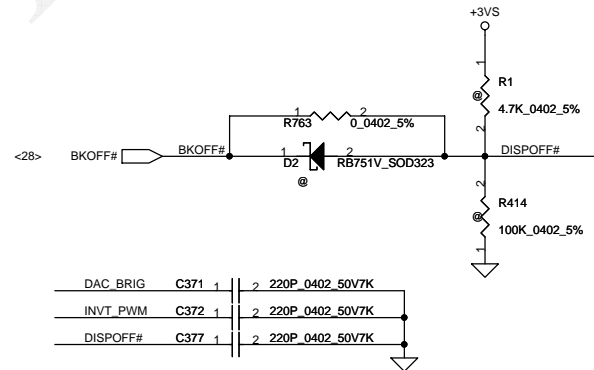 +3VS
1
R1
@
4.7K_0402_5%
2
1 2
R763 0_0402_5%
<28> BKOFF# BKOFF# 1 D2 2 RB751V_SOD323 DISPOFF#
@
2
R414
@
100K_0402_5%
1
DAC_BRIG C371 1 2 220P_0402_50V7K
INVT_PWM C372 1 2 220P_0402_50V7K
DISPOFF# C377 1 2 220P_0402_50V7K